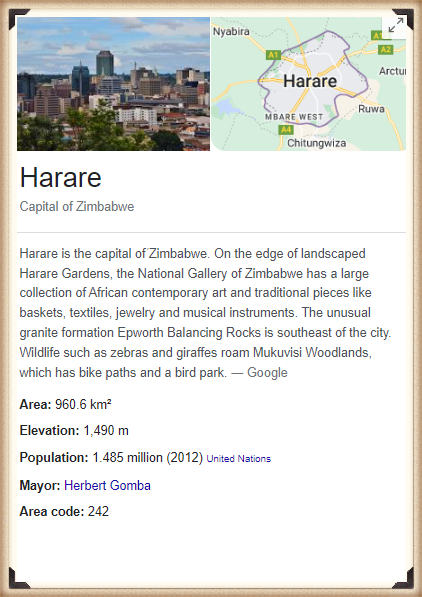 Nyabira
A1
A2
Arctur
Harare
Ruwa
MBARE WEST
A4
Chitungwiza
Harare
Capital of Zimbabwe
Harare is the capital of Zimbabwe. On the edge of landscaped
Harare Gardens, the National Gallery of Zimbabwe has a large
collection of African contemporary art and traditional pieces like
baskets, textiles, jewelry and musical instruments. The unusual
granite formation Epworth Balancing Rocks is southeast of the city.
Wildlife such as zebras and giraffes roam Mukuvisi Woodlands,
which has bike paths and a bird park. — Google
Area: 960.6 km²
Elevation: 1,490 m
Population: 1.485 million (2012) United Nations
Mayor: Herbert Gomba
Area code: 242